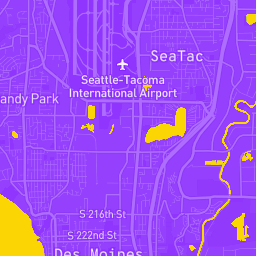 SeaTac
Seattle-Tacoma
International Airport
andy Park
S 216th St
S 222nd St
Des Moines